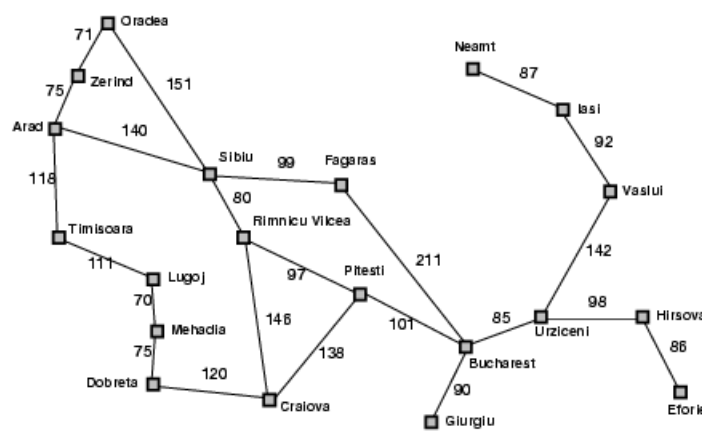 Oradea
71
Neamt
87
Zerind
75
151
Iasi
Arad
140
92
Sibiu
99
Fagaras
118
80
Vaslui
Rimnicu Vilcea
Timisoara
142
111
211
Lugoj
97
Pitesti
70
98
Hirsova
146
85
Urziceni
Mehadia
101
86
75
138
Bucharest
120
90
Dobreta
Craiova
Eforie
Giurgiu